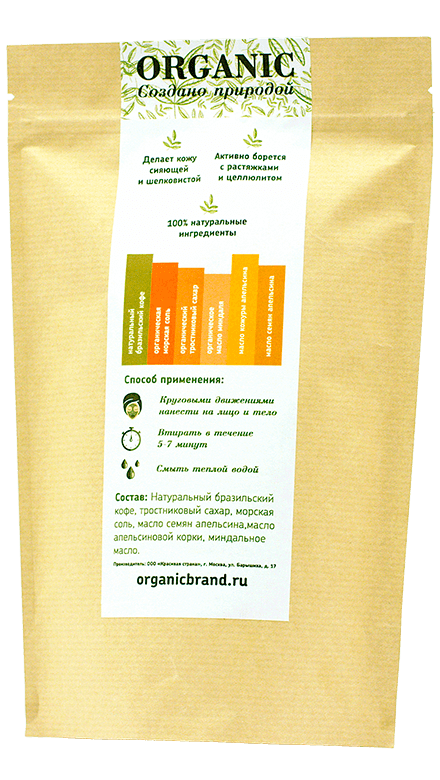 ORGANIC
Создано природой
Делает кожу
сияющей
и шелковистой
Активно борется
с растяжками
и целлюлитом
100% натуральные
ингредиенты
натуральный
бразильский кофе
органическая
морская соль
органический
тростниковый сахар
органическое
масло миндаля
масло кожуры апельсина
масло семян апельсина
Способ применения:
Круговыми движениями
нанести на лицо и тело
Втирать в течение
5-7 минут
Смыть теплой водой
Состав: Натуральный бразильский
кофе, тростниковый сахар, морская
соль, масло семян апельсина,масло
апельсиновой корки, миндальное
масло.
Производитель: ООО «Красивая страна», г. Москва, ул. Барышиха, д. 57
organicbrand.ru